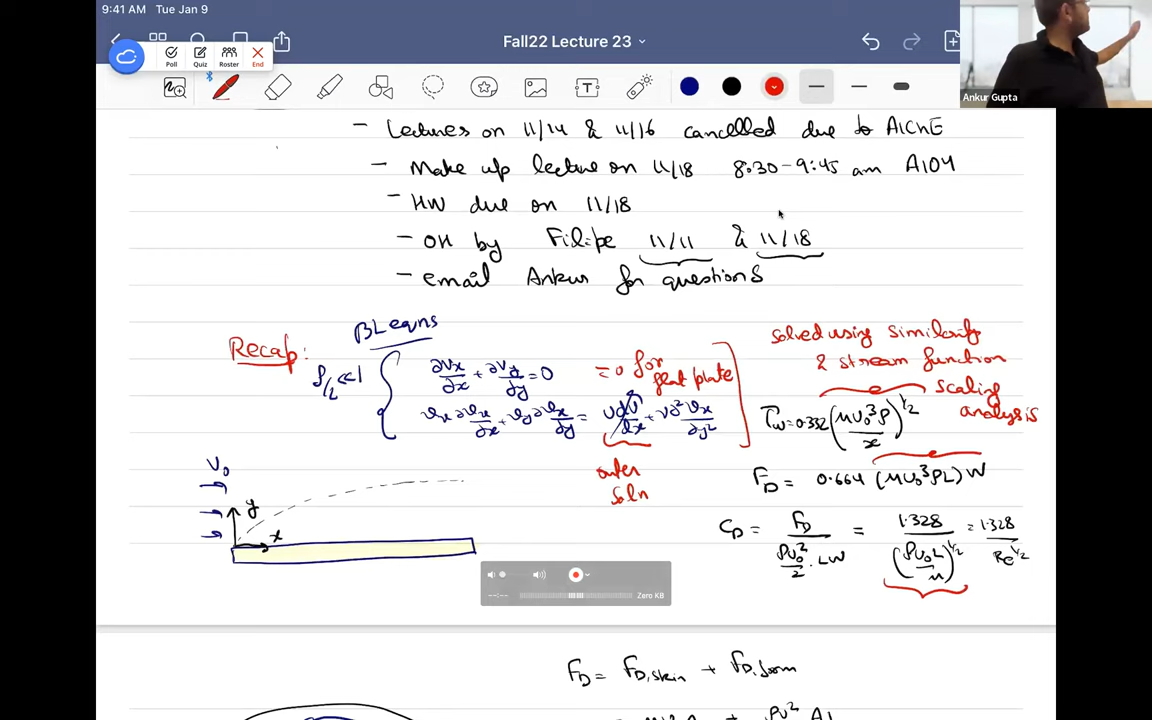 9:41 AM Tue Jan 9
Fall22 Lecture 23
Poll Quiz Roster End
Ankur Gupta
- Lectures on 11/14 & 11/16 cancelled due to AIChE
- Make up lecture on 11/18 8:30-9:45 am A104
- HW due on 11/18
- OH by Filipe 11/11 & 11/18
- email Ankur for questions
Recap:
BL eqns
δ/L <<1
∂vx/∂x + ∂vy/∂y = 0
vx ∂vx/∂x + vy ∂vx/∂y = U dU/dx + ν ∂²vx/∂y²
=0 for flat plate
outer
soln
solved using similarity
& stream function
scaling
analysis
τw = 0.332 (μU0³ρ/x)^1/2
FD = 0.664 (μU0³ρL) W
CD = FD / (ρU0²/2 · LW) = 1.328 / (ρU0L/μ)^1/2 = 1.328 / Re^1/2
U0
y
x
--:-- Zero KB
FD = FD,skin + FD,form